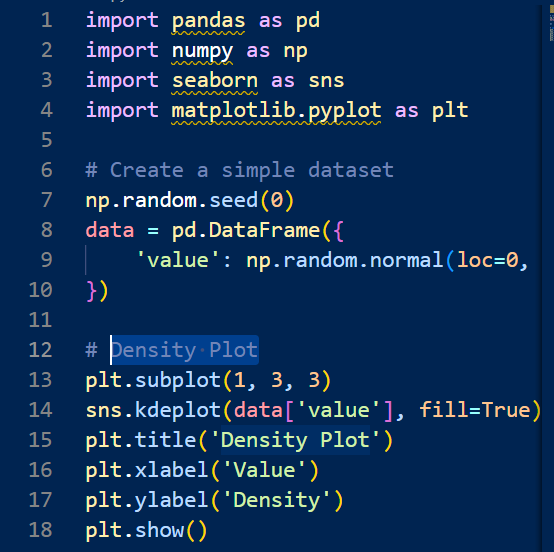 1 import pandas as pd
2 import numpy as np
3 import seaborn as sns
4 import matplotlib.pyplot as plt
5
6 # Create a simple dataset
7 np.random.seed(0)
8 data = pd.DataFrame({
9     'value': np.random.normal(loc=0,
10 })
11
12 # Density Plot
13 plt.subplot(1, 3, 3)
14 sns.kdeplot(data['value'], fill=True)
15 plt.title('Density Plot')
16 plt.xlabel('Value')
17 plt.ylabel('Density')
18 plt.show()